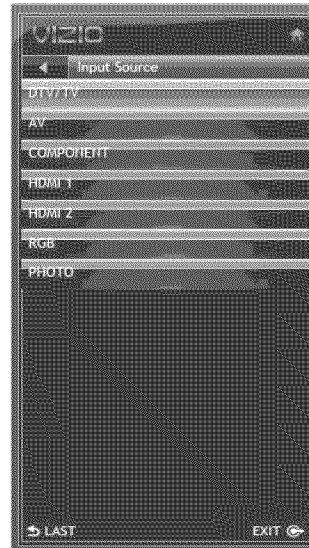 VIZIO
Input Source
DTV/TV
AV
COMPONENT
HDMI 1
HDMI 2
RGB
PHOTO
LAST
EXIT